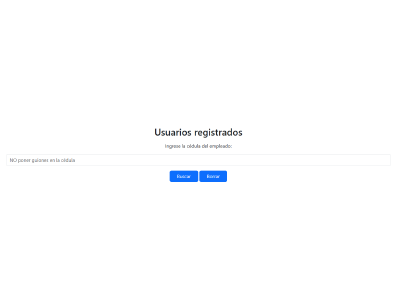 Usuarios registrados
Ingrese la cédula del empleado:
NO poner guiones en la cédula
Buscar Borrar